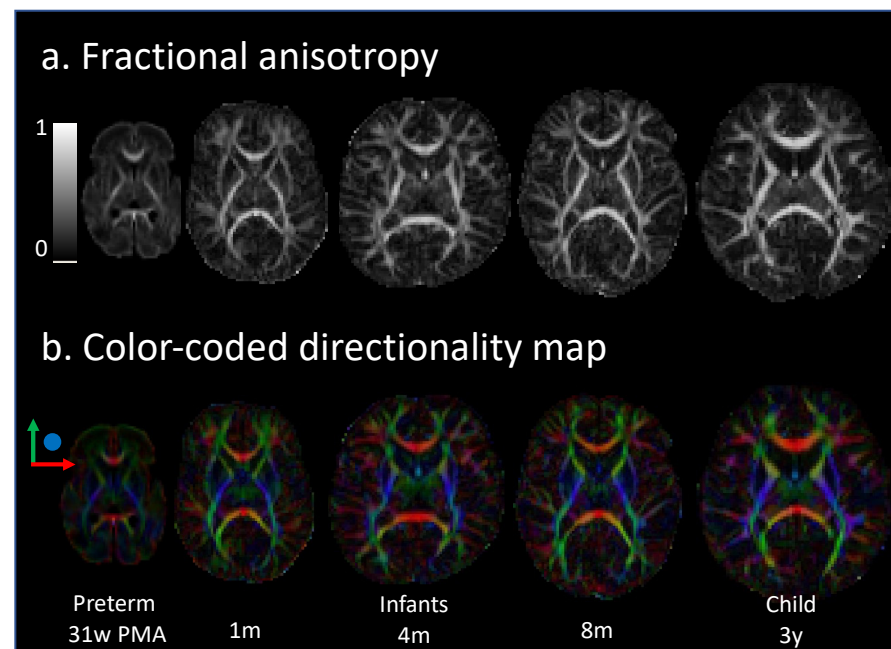 a. Fractional anisotropy
1
0
b. Color-coded directionality map
Preterm
31w PMA
1m
Infants
4m
8m
Child
3y